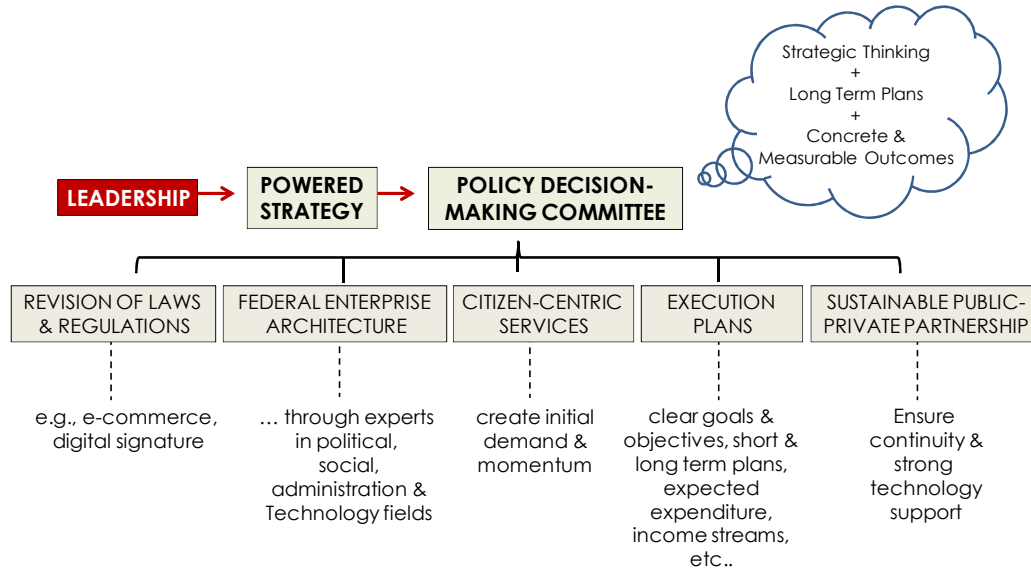 Strategic Thinking
+
Long Term Plans
+
Concrete &
Measurable Outcomes
LEADERSHIP
POWERED
STRATEGY
POLICY DECISION-
MAKING COMMITTEE
REVISION OF LAWS
& REGULATIONS
FEDERAL ENTERPRISE
ARCHITECTURE
CITIZEN-CENTRIC
SERVICES
EXECUTION
PLANS
SUSTAINABLE PUBLIC-
PRIVATE PARTNERSHIP
e.g., e-commerce,
digital signature
... through experts
in political,
social,
administration &
Technology fields
create initial
demand &
momentum
clear goals &
objectives, short &
long term plans,
expected
expenditure,
income streams,
etc..
Ensure
continuity &
strong
technology
support